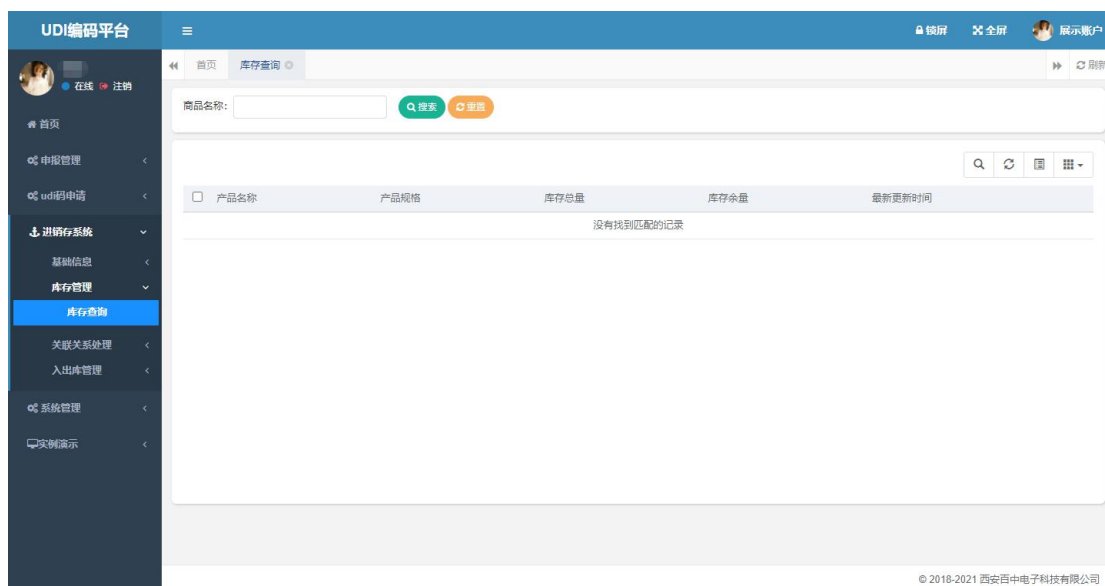 UDI编码平台
锁屏 全屏 展示账户
在线 注销
首页 库存查询 刷新
商品名称: 搜索 重置
首页
申报管理
udi码申请
进销存系统
基础信息
库存管理
库存查询
关联关系处理
入出库管理
系统管理
实例演示
产品名称 产品规格 库存总量 库存余量 最新更新时间
没有找到匹配的记录
© 2018-2021 西安百中电子科技有限公司